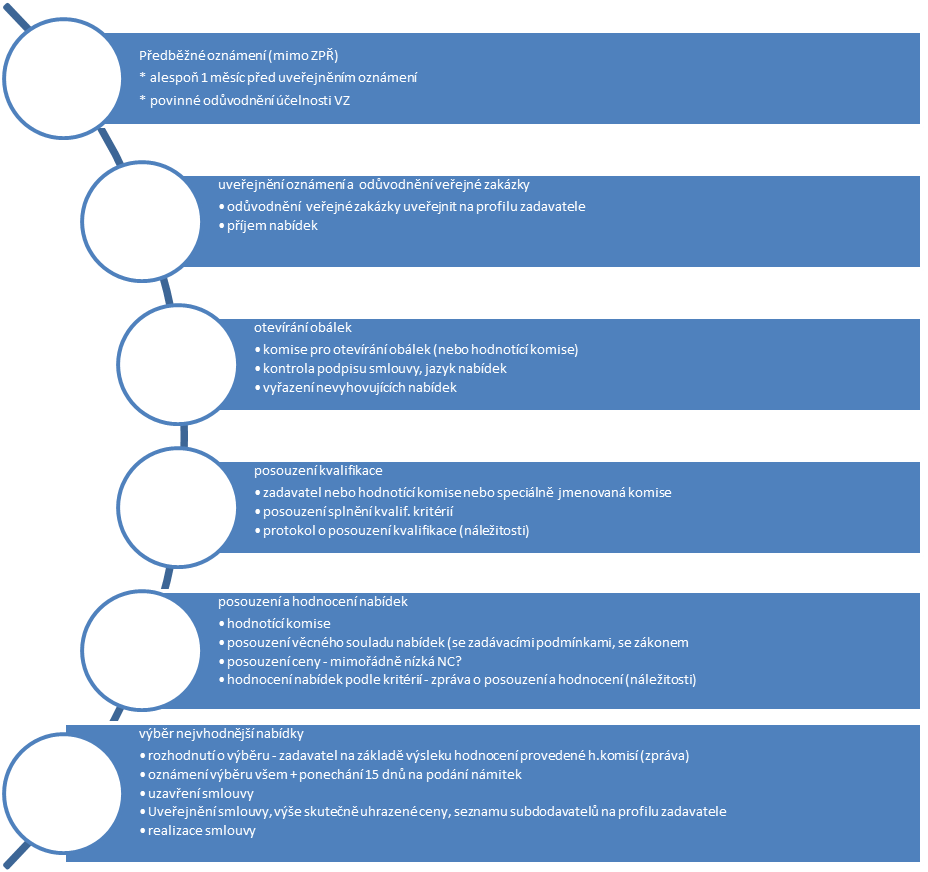 Předběžné oznámení (mimo ZPŘ)
* alespoň 1 měsíc před uveřejněním oznámení
* povinné odůvodnění účelnosti VZ
uveřejnění oznámení a odůvodnění veřejné zakázky
• odůvodnění veřejné zakázky uveřejnit na profilu zadavatele
• příjem nabídek
otevírání obálek
• komise pro otevírání obálek (nebo hodnotící komise)
• kontrola podpisu smlouvy, jazyk nabídek
• vyřazení nevyhovujících nabídek
posouzení kvalifikace
• zadavatel nebo hodnotící komise nebo speciálně jmenovaná komise
• posouzení splnění kvalif. kritérií
• protokol o posouzení kvalifikace (náležitosti)
posouzení a hodnocení nabídek
• hodnotící komise
• posouzení věcného souladu nabídek (se zadávacími podmínkami, se zákonem
• posouzení ceny - mimořádně nízká NC?
• hodnocení nabídek podle kritérií - zpráva o posouzení a hodnocení (náležitosti)
výběr nejvhodnější nabídky
• rozhodnutí o výběru - zadavatel na základě výsleku hodnocení provedené h.komisí (zpráva)
• oznámení výběru všem + ponechání 15 dnů na podání námitek
• uzavření smlouvy
• Uveřejnění smlouvy, výše skutečně uhrazené ceny, seznamu subdodavatelů na profilu zadavatele
• realizace smlouvy